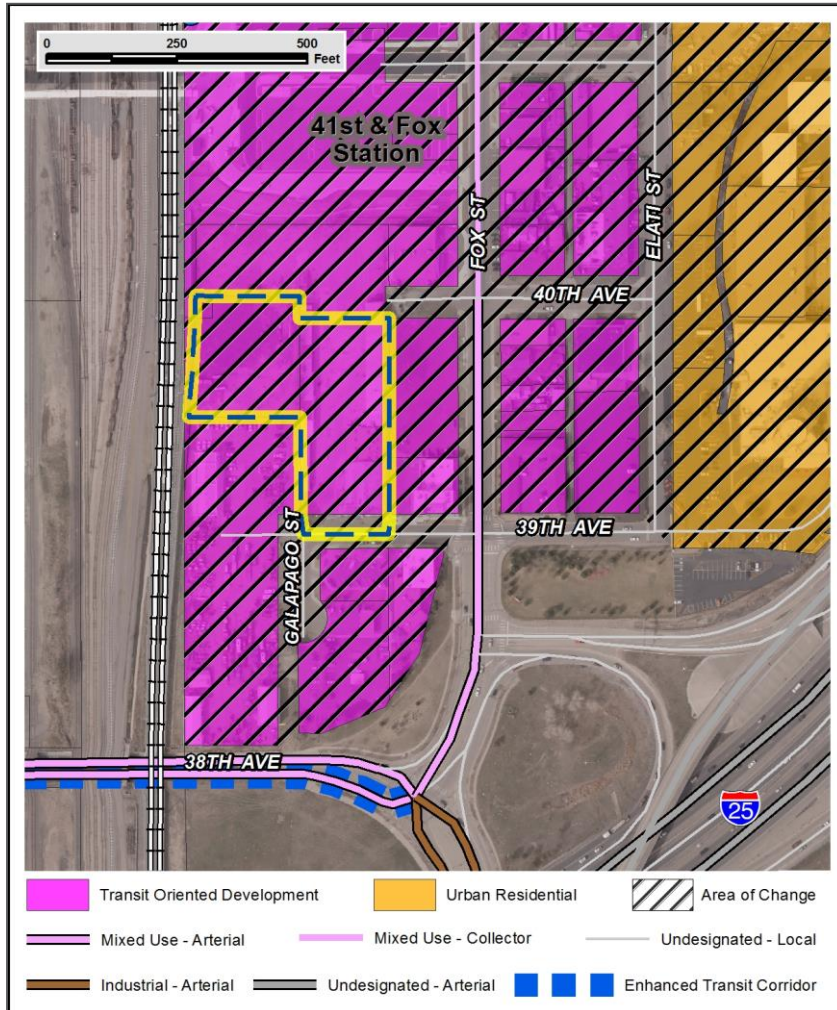 0 250 500
Feet
41st & Fox
Station
FOX ST
ELATI ST
40TH AVE
39TH AVE
GALAPAGO ST
38TH AVE
25
Transit Oriented Development
Urban Residential
Area of Change
Mixed Use - Arterial
Mixed Use - Collector
Undesignated - Local
Industrial - Arterial
Undesignated - Arterial
Enhanced Transit Corridor